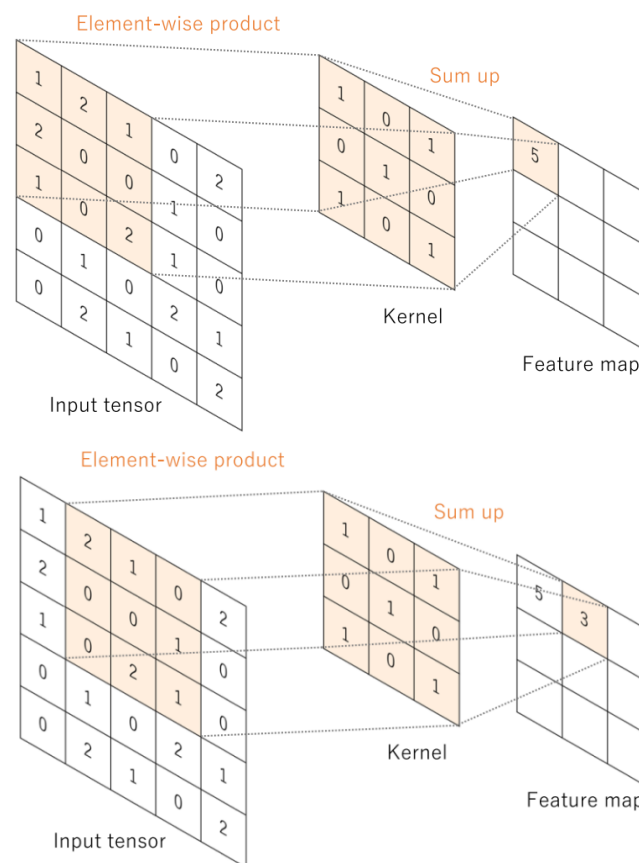 Element-wise product
Sum up
1 2 1 0 2
2 0 0 1 0
1 0 2 1 0
0 1 0 2 1
0 2 1 0 2
Input tensor
1 0 1
0 1 0
1 0 1
Kernel
5
Feature map
Element-wise product
Sum up
1 2 1 0 2
2 0 0 1 0
1 0 2 1 0
0 1 0 2 1
0 2 1 0 2
Input tensor
1 0 1
0 1 0
1 0 1
Kernel
5 3
Feature map